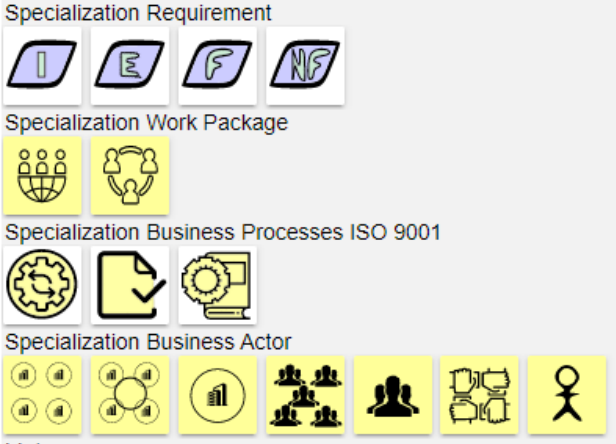 Specialization Requirement
I E F NF
Specialization Work Package
Specialization Business Processes ISO 9001
Specialization Business Actor